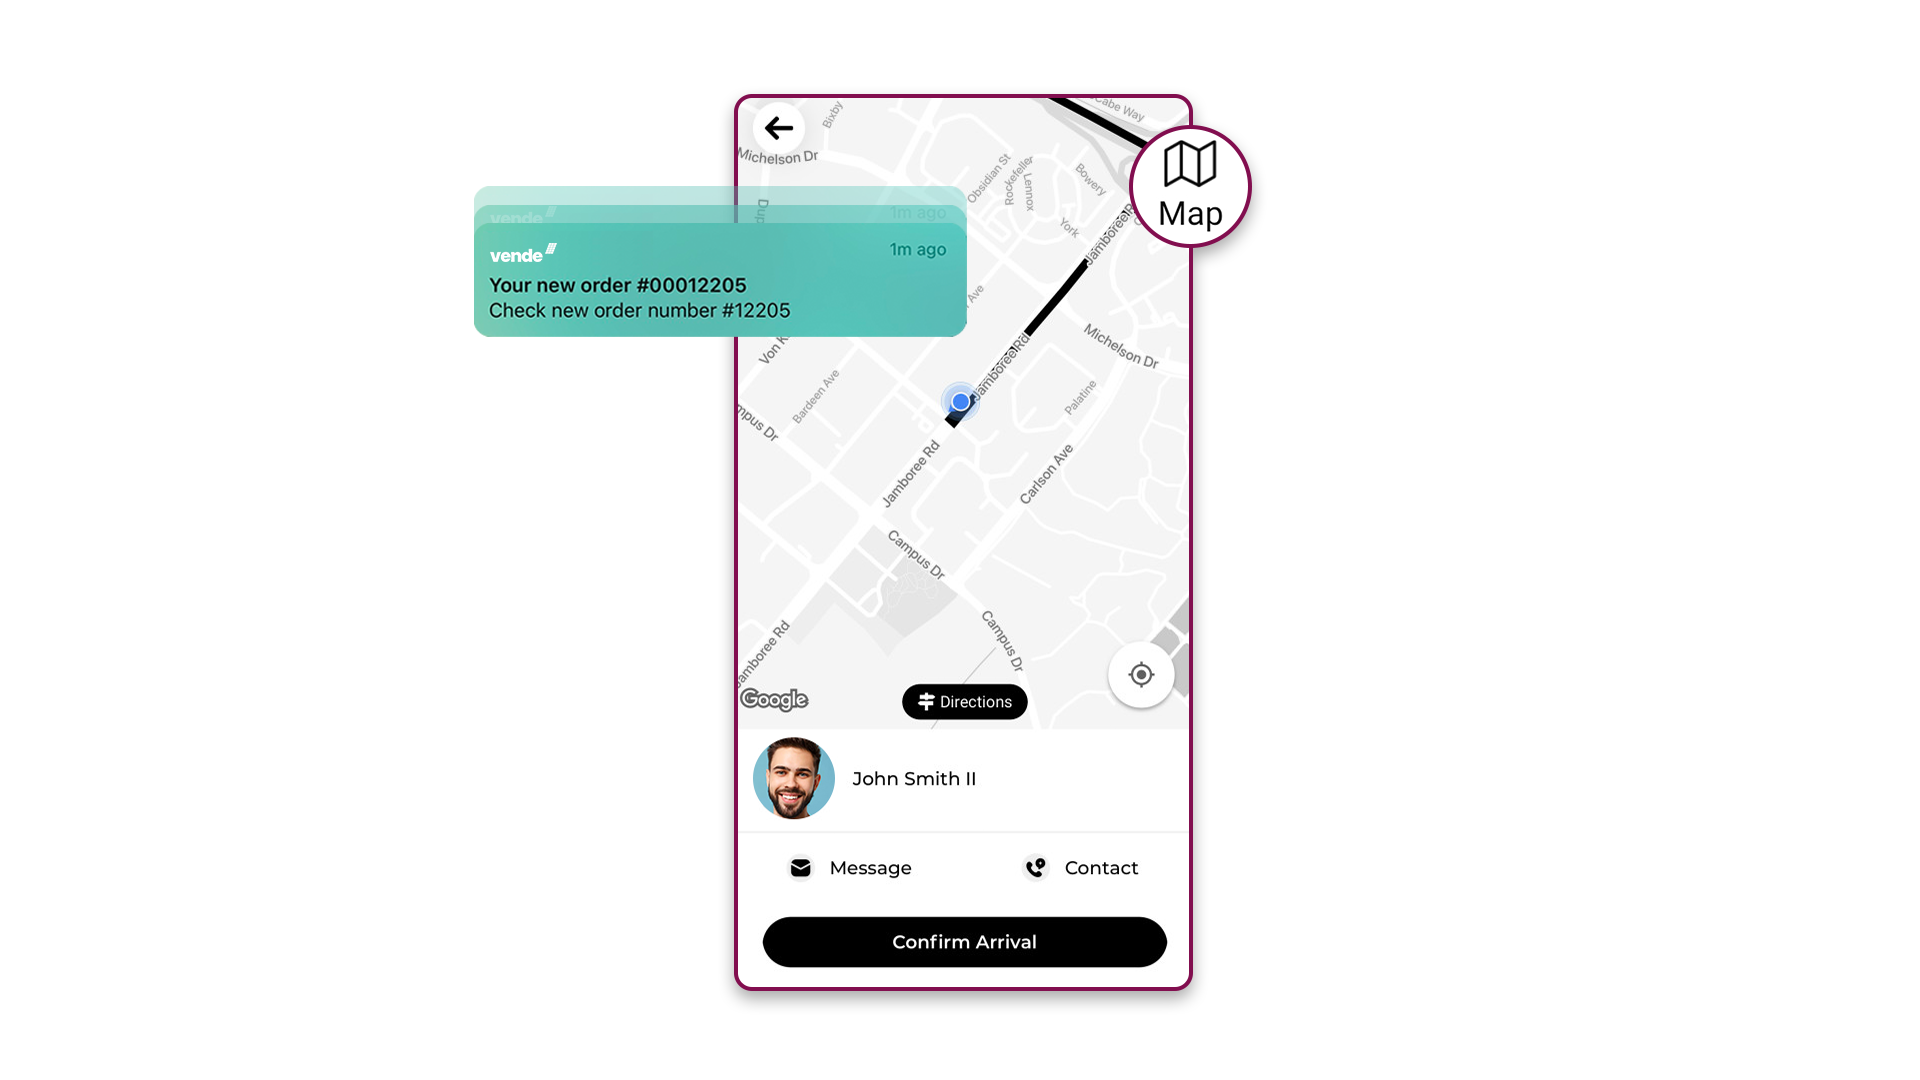 Cabe Way
Bixby
Michelson Dr
Map
Obsidian St
Rockefeller
Lennox
Bowery
York
Jamboree Rd
vende
1m ago
vende
1m ago
Your new order #00012205
Check new order number #12205
Ave
Michelson Dr
Von K
Jamboree Rd
Jamboree Rd
Bardeen Ave
Palatine
mpus Dr
Jamboree Rd
Carlson Ave
Campus Dr
Campus Dr
Jamboree Rd
Google
Directions
John Smith II
Message
Contact
Confirm Arrival